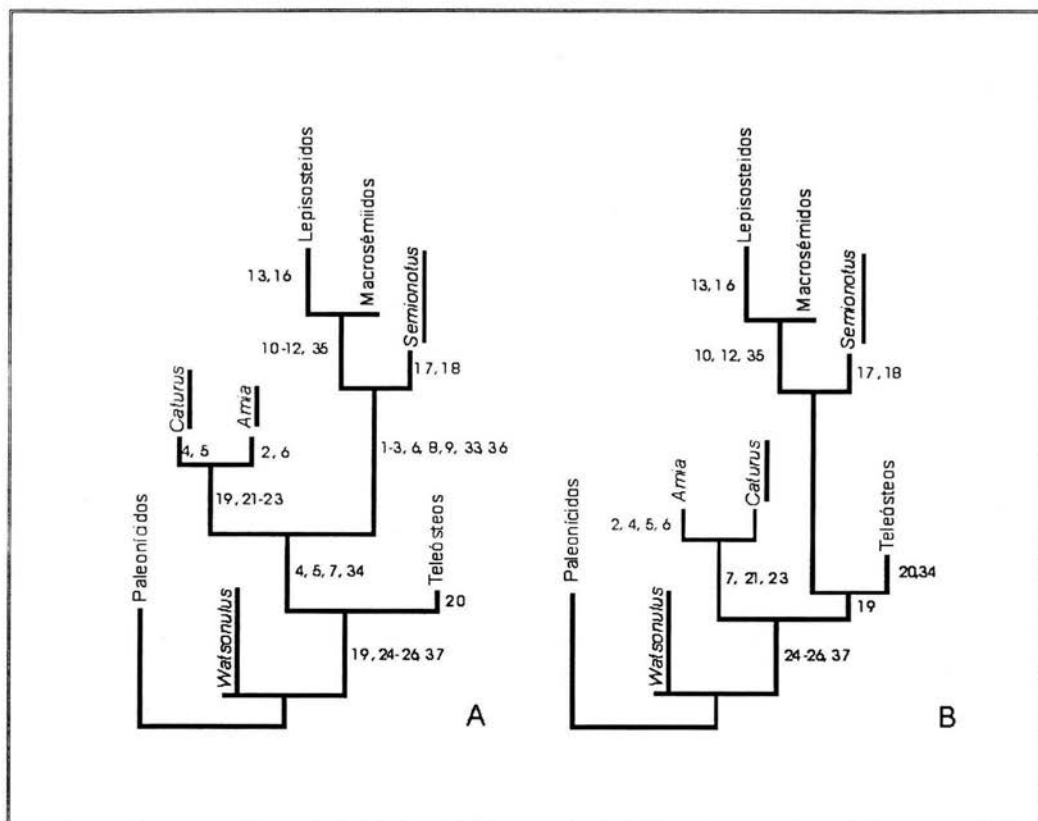 Lepisosteidos
Macrosémiidos
Semionotus
13, 16
10-12, 35
17, 18
Caturus
Amia
4, 5
2, 6
1-3, 6, 8, 9, 33, 36
19, 21-23
Paleonícidos
4, 5, 7, 34
Teleósteos
20
Watsonulus
19, 24-26, 37
A
Lepisosteidos
Macrosémidos
Semionotus
13, 16
10, 12, 35
17, 18
Amia
Caturus
2, 4, 5, 6
Paleonícidos
7, 21, 23
Teleósteos
20,34
19
Watsonulus
24-26, 37
B